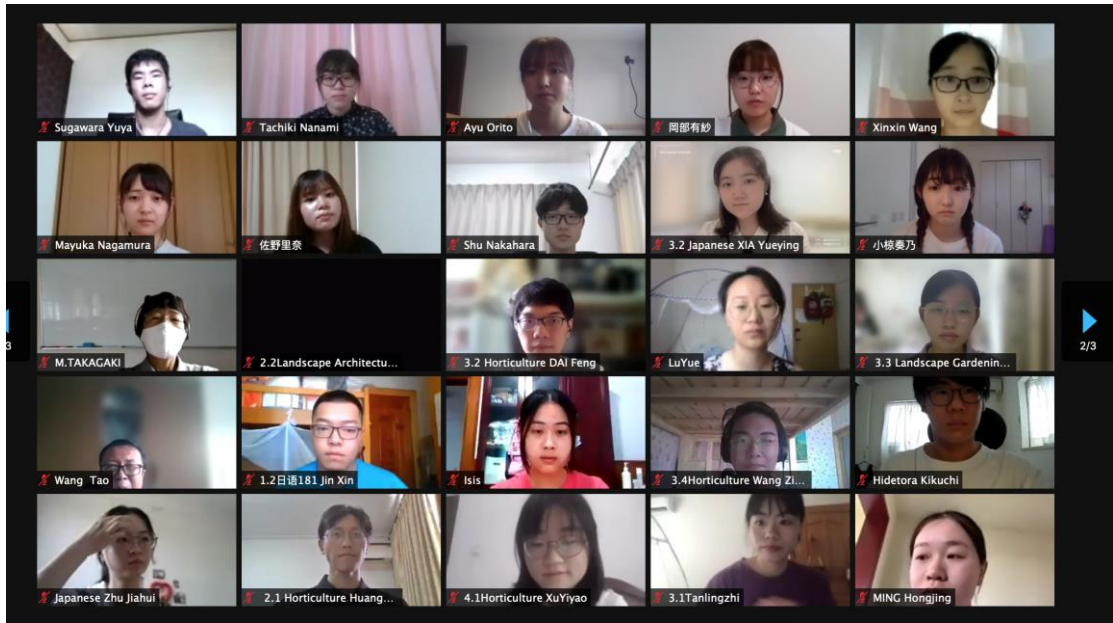 Sugawara Yuya
Tachiki Nanami
Ayu Orito
岡部有紗
Xinxin Wang
Mayuka Nagamura
佐野里奈
Shu Nakahara
3.2 Japanese XIA Yueying
小椋奏乃
M.TAKAGAKI
2.2Landscape Architectu...
3.2 Horticulture DAI Feng
LuYue
3.3 Landscape Gardenin...
3
2/3
Wang Tao
1.2日语181 Jin Xin
Isis
3.4Horticulture Wang Zi...
Hidetora Kikuchi
Japanese Zhu Jiahui
2.1 Horticulture Huang...
4.1Horticulture XuYiyao
3.1Tanlingzhi
MING Hongjing